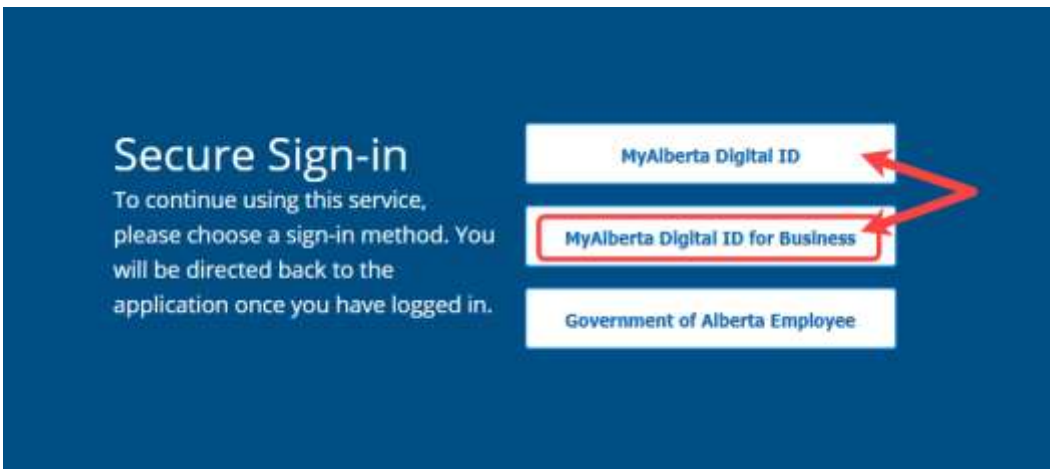 Secure Sign-in
To continue using this service,
please choose a sign-in method. You
will be directed back to the
application once you have logged in.
MyAlberta Digital ID
MyAlberta Digital ID for Business
Government of Alberta Employee